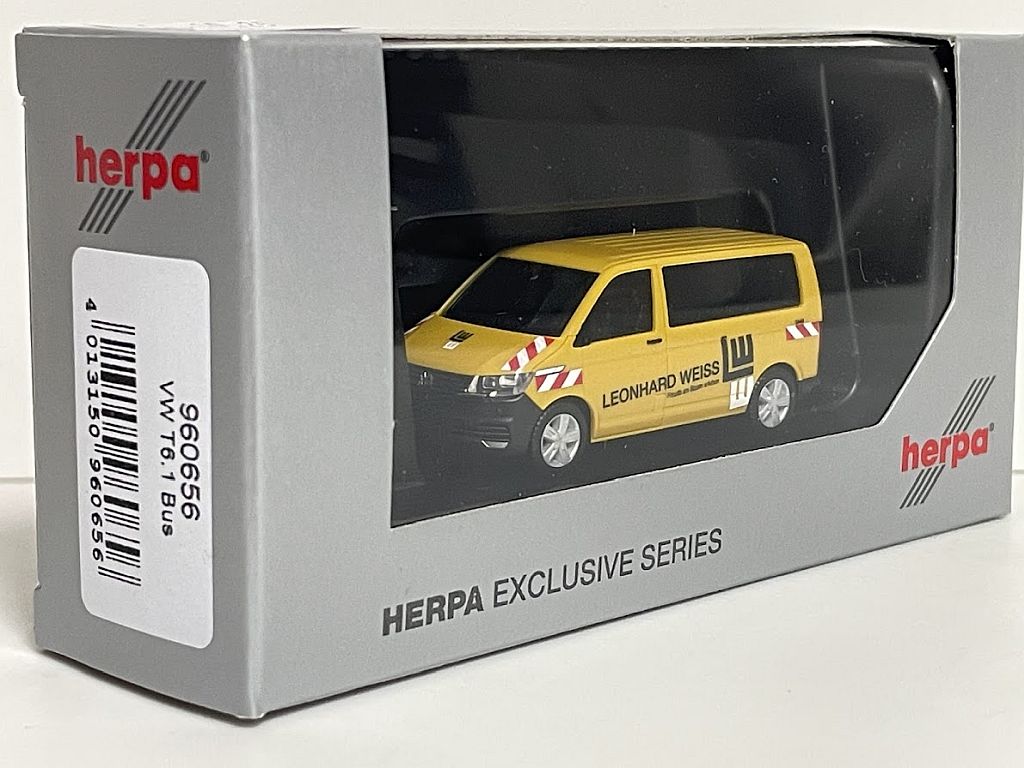 herpa®
960656
VW T6.1 Bus
4 013150 960656
LEONHARD WEISS
herpa®
HERPA EXCLUSIVE SERIES